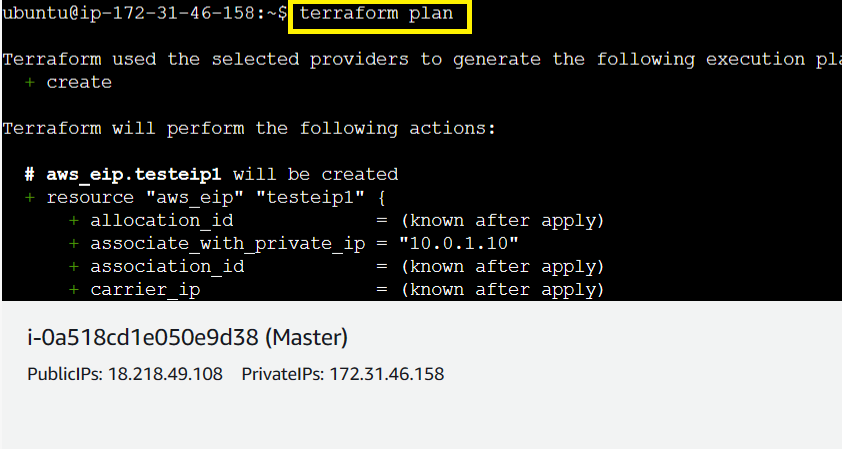 ubuntu@ip-172-31-46-158:~$ terraform plan
Terraform used the selected providers to generate the following execution pla
+ create
Terraform will perform the following actions:
# aws_eip.testeip1 will be created
+ resource "aws_eip" "testeip1" {
+ allocation_id = (known after apply)
+ associate_with_private_ip = "10.0.1.10"
+ association_id = (known after apply)
+ carrier_ip = (known after apply)
i-0a518cd1e050e9d38 (Master)
PublicIPs: 18.218.49.108 PrivateIPs: 172.31.46.158